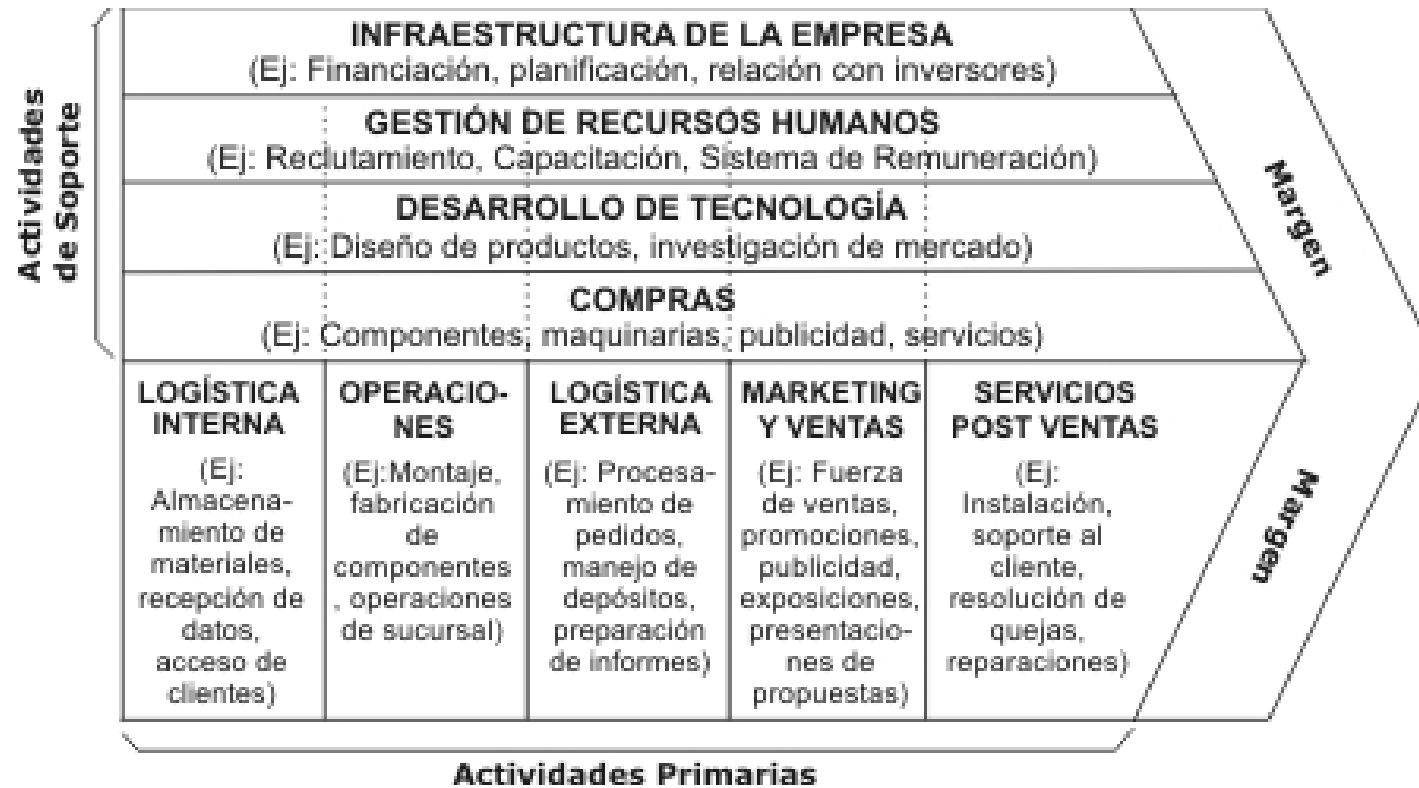 Actividades
de Soporte
INFRAESTRUCTURA DE LA EMPRESA
(Ej: Financiación, planificación, relación con inversores)
GESTIÓN DE RECURSOS HUMANOS
(Ej: Reclutamiento, Capacitación, Sistema de Remuneración)
DESARROLLO DE TECNOLOGÍA
(Ej: Diseño de productos, investigación de mercado)
COMPRAS
(Ej: Componentes, maquinarias, publicidad, servicios)
LOGÍSTICA
INTERNA
(Ej:
Almacena-
miento de
materiales,
recepción de
datos,
acceso de
clientes)
OPERACIO-
NES
(Ej:Montaje,
fabricación
de
componentes
, operaciones
de sucursal)
LOGÍSTICA
EXTERNA
(Ej: Procesa-
miento de
pedidos,
manejo de
depósitos,
preparación
de informes)
MARKETING
Y VENTAS
(Ej: Fuerza
de ventas,
promociones,
publicidad,
exposiciones,
presentacio-
nes de
propuestas)
SERVICIOS
POST VENTAS
(Ej:
Instalación,
soporte al
cliente,
resolución de
quejas,
reparaciones)
Margen
Margen
Actividades Primarias